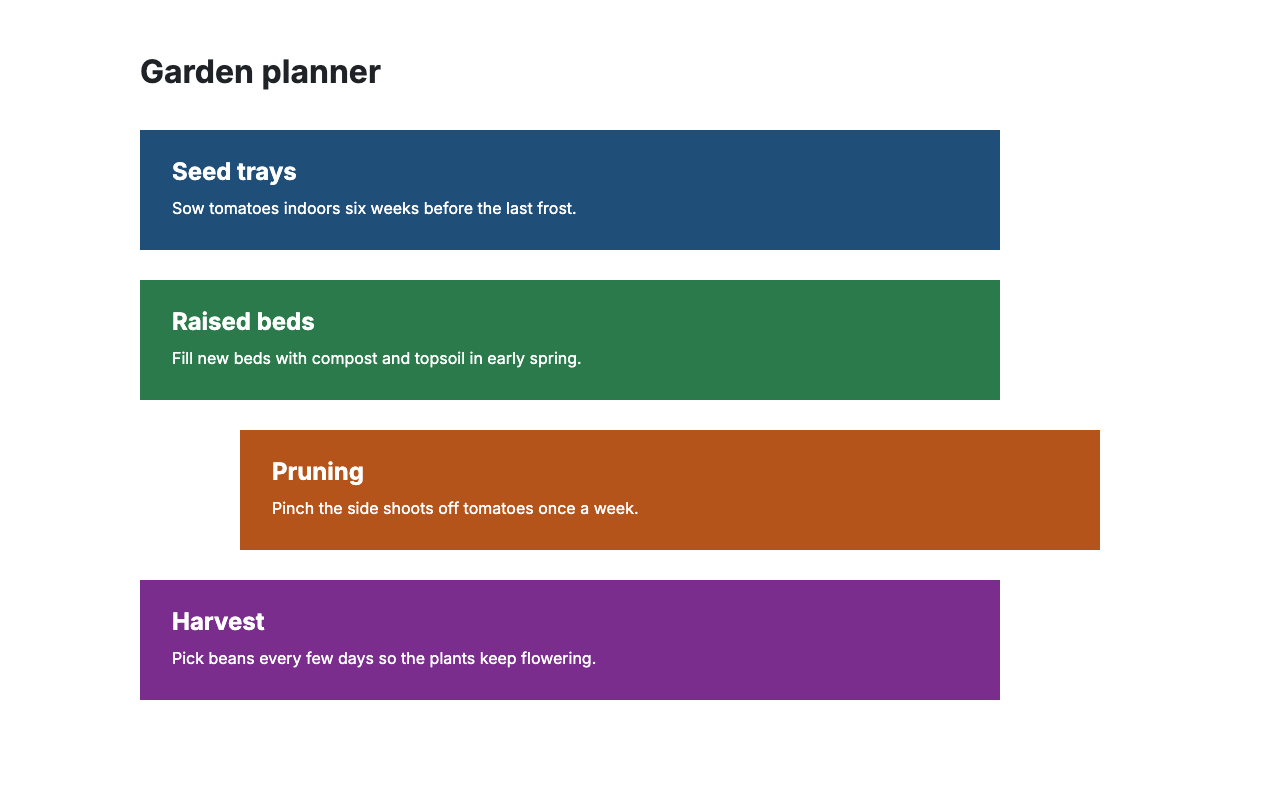 Garden planner
Seed trays
Sow tomatoes indoors six weeks before the last frost.
Raised beds
Fill new beds with compost and topsoil in early spring.
Pruning
Pinch the side shoots off tomatoes once a week.
Harvest
Pick beans every few days so the plants keep flowering.